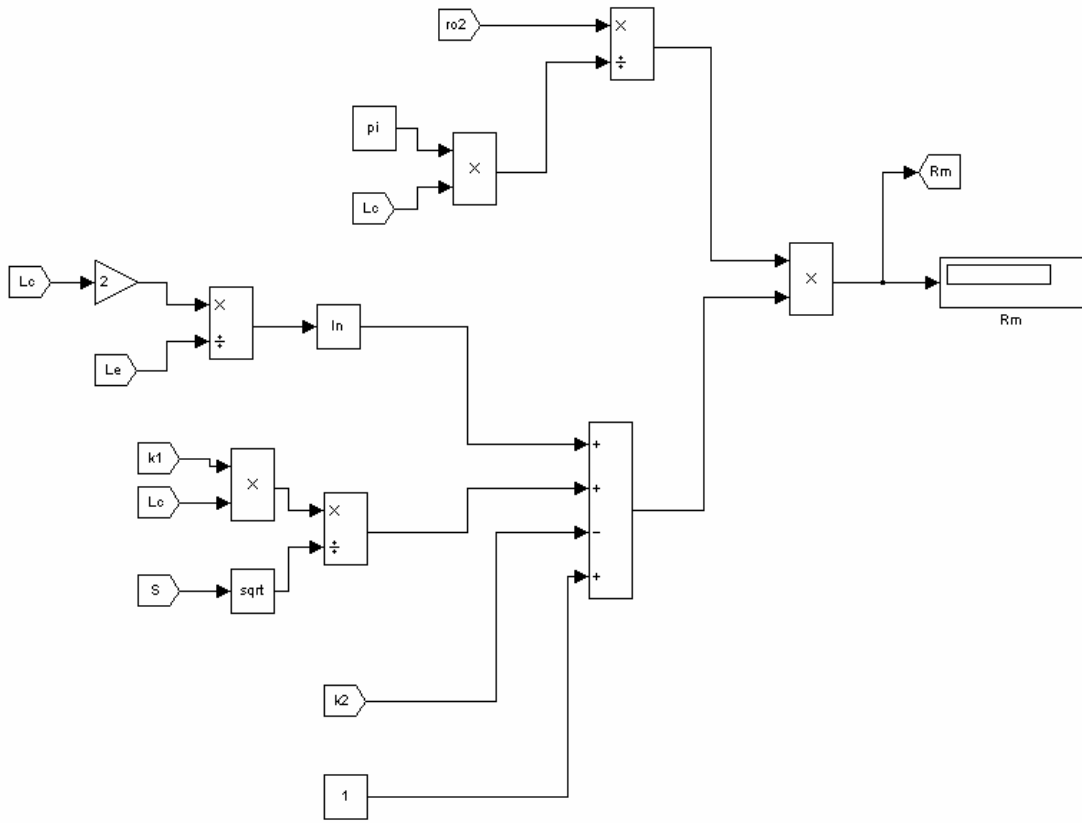 ro2
×
÷
pi
×
Lc
Rm
Lc
2
×
÷
ln
×
Rm
Le
+
k1
×
+
Lc
×
−
÷
S
sqrt
+
k2
1